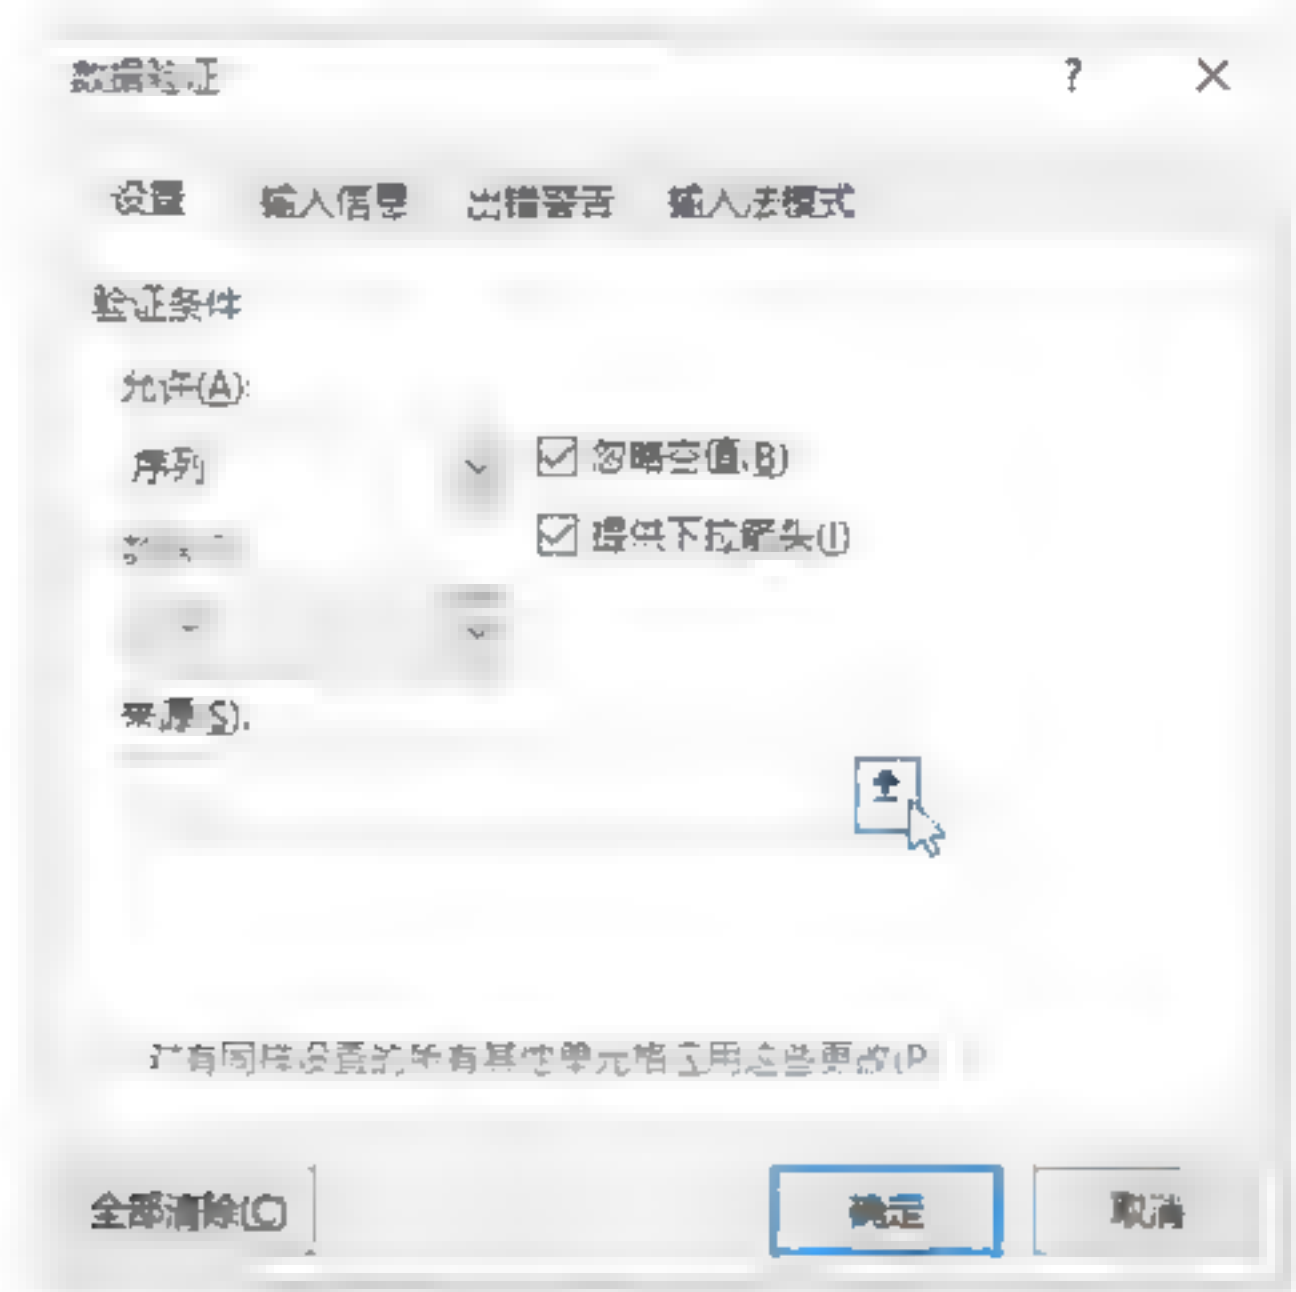 数据验证
设置 输入信息 出错警告 输入法模式
验证条件
允许(A):
序列
忽略空值(B)
提供下拉箭头(I)
来源(S):
有同样设置的所有其他单元格应用这些更改(P
全部清除(C)
确定
取消